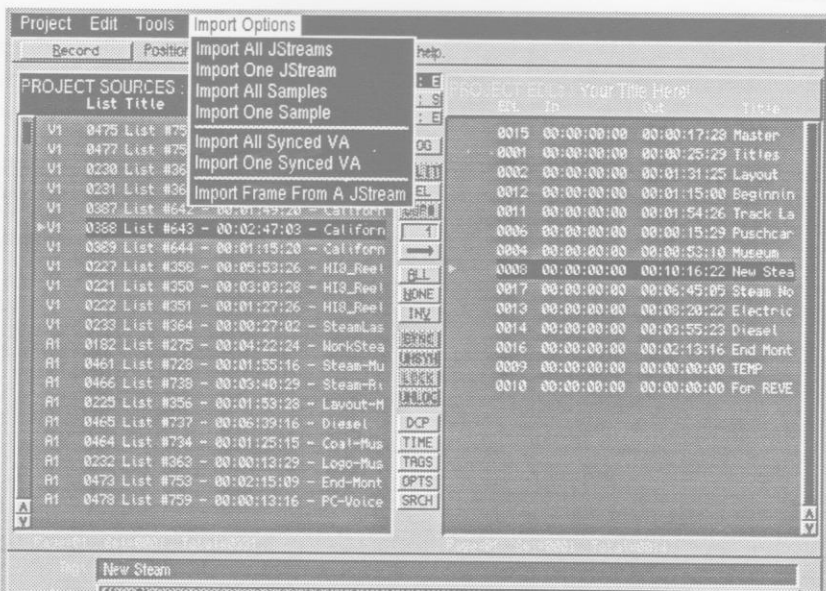 Project Edit Tools Import Options
Record Position help.
Import All JStreams
Import One JStream
Import All Samples
Import One Sample
Import All Synced VA
Import One Synced VA
Import Frame From A JStream
PROJECT SOURCES :
List Title
V1 0475 List #75
V1 0477 List #75
V1 0230 List #36
V1 0231 List #36
V1 0387 List #642 - 00:01:49:20 - Californ
V1 0388 List #643 - 00:02:47:03 - Californ
V1 0389 List #644 - 00:01:15:20 - Californ
V1 0227 List #358 - 00:05:53:26 - HI8_Reel
V1 0221 List #350 - 00:03:03:28 - HI8_Reel
V1 0222 List #351 - 00:01:27:26 - HI8_Reel
V1 0233 List #364 - 00:00:27:02 - SteamLas
A1 0182 List #275 - 00:04:22:24 - WorkStea
A1 0461 List #728 - 00:01:55:16 - Steam-Mu
A1 0466 List #738 - 00:03:40:29 - Steam-Ri
A1 0225 List #356 - 00:01:53:28 - Layout-M
A1 0465 List #737 - 00:06:39:16 - Diesel
A1 0464 List #734 - 00:01:25:15 - Coal-Mus
A1 0232 List #363 - 00:00:13:29 - Logo-Mus
A1 0473 List #753 - 00:02:15:09 - End-Mont
A1 0478 List #759 - 00:00:13:16 - PC-Voice
: E
: S
: E
OG
EL
1
ALL
NONE
INV
SYNC
UNSYN
LOCK
UNLOC
DCP
TIME
TAGS
OPTS
SRCH
PROJECT EDL: Your Title Here!
EDL In Out Title
0015 00:00:00:00 00:00:17:28 Master
0001 00:00:00:00 00:00:25:29 Titles
0002 00:00:00:00 00:01:31:25 Layout
0012 00:00:00:00 00:01:15:00 Beginnin
0011 00:00:00:00 00:01:54:26 Track La
0006 00:00:00:00 00:00:15:29 Puschcar
0004 00:00:00:00 00:00:53:10 Museum
0008 00:00:00:00 00:10:16:22 New Stea
0017 00:00:00:00 00:06:45:05 Steam No
0013 00:00:00:00 00:08:20:22 Electric
0014 00:00:00:00 00:03:55:23 Diesel
0016 00:00:00:00 00:02:13:16 End Mont
0009 00:00:00:00 00:00:00:00 TEMP
0010 00:00:00:00 00:00:00:00 For REVE
Tag: New Steam